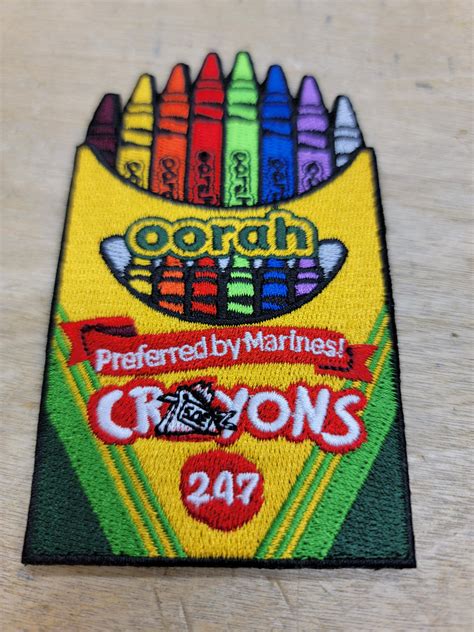 oorah
Preferred by Marines!
CRAYONS
247